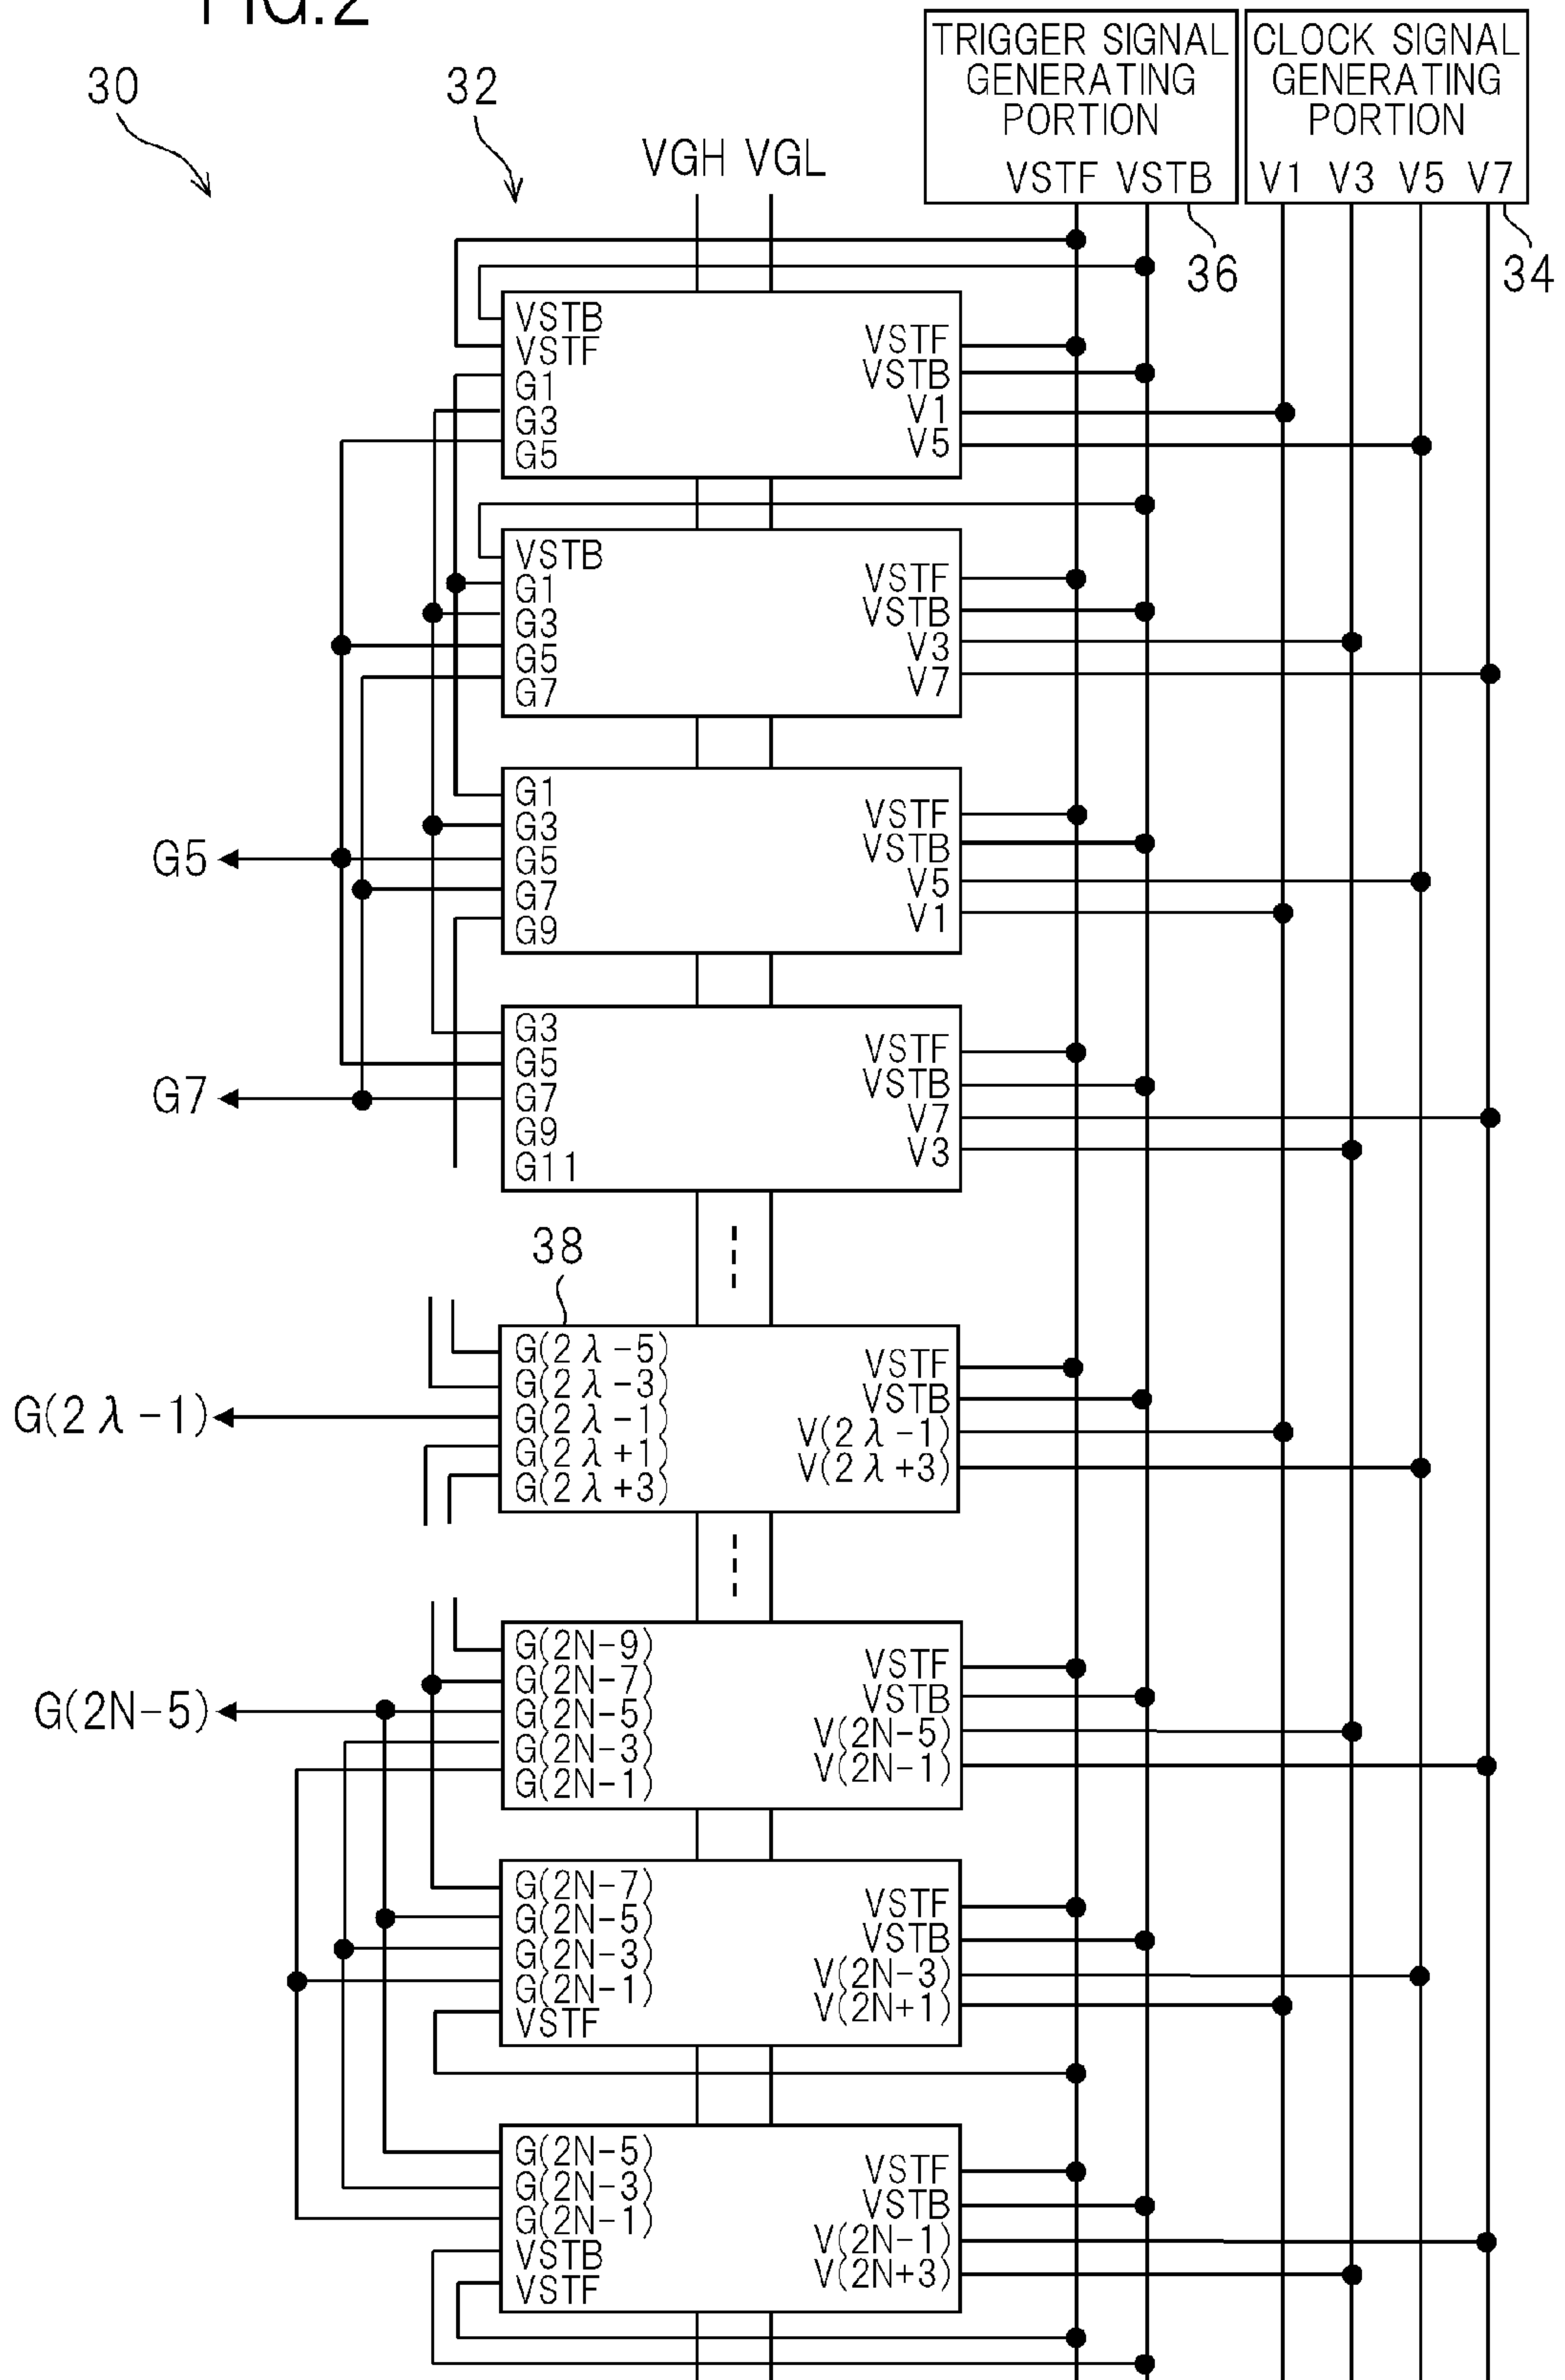 FIG.2
30
32
VGH VGL
TRIGGER SIGNAL
GENERATING
PORTION
VSTF VSTB
CLOCK SIGNAL
GENERATING
PORTION
V1 V3 V5 V7
36
34
VSTB
VSTF
G1
G3
G5
VSTF
VSTB
V1
V5
VSTB
G1
G3
G5
G7
VSTF
VSTB
V3
V7
G5
G1
G3
G5
G7
G9
VSTF
VSTB
V5
V1
G7
G3
G5
G7
G9
G11
VSTF
VSTB
V7
V3
38
G(2λ-1)
G(2λ-5)
G(2λ-3)
G(2λ-1)
G(2λ+1)
G(2λ+3)
VSTF
VSTB
V(2λ-1)
V(2λ+3)
G(2N-5)
G(2N-9)
G(2N-7)
G(2N-5)
G(2N-3)
G(2N-1)
VSTF
VSTB
V(2N-5)
V(2N-1)
G(2N-7)
G(2N-5)
G(2N-3)
G(2N-1)
VSTF
VSTF
VSTB
V(2N-3)
V(2N+1)
G(2N-5)
G(2N-3)
G(2N-1)
VSTB
VSTF
VSTF
VSTB
V(2N-1)
V(2N+3)